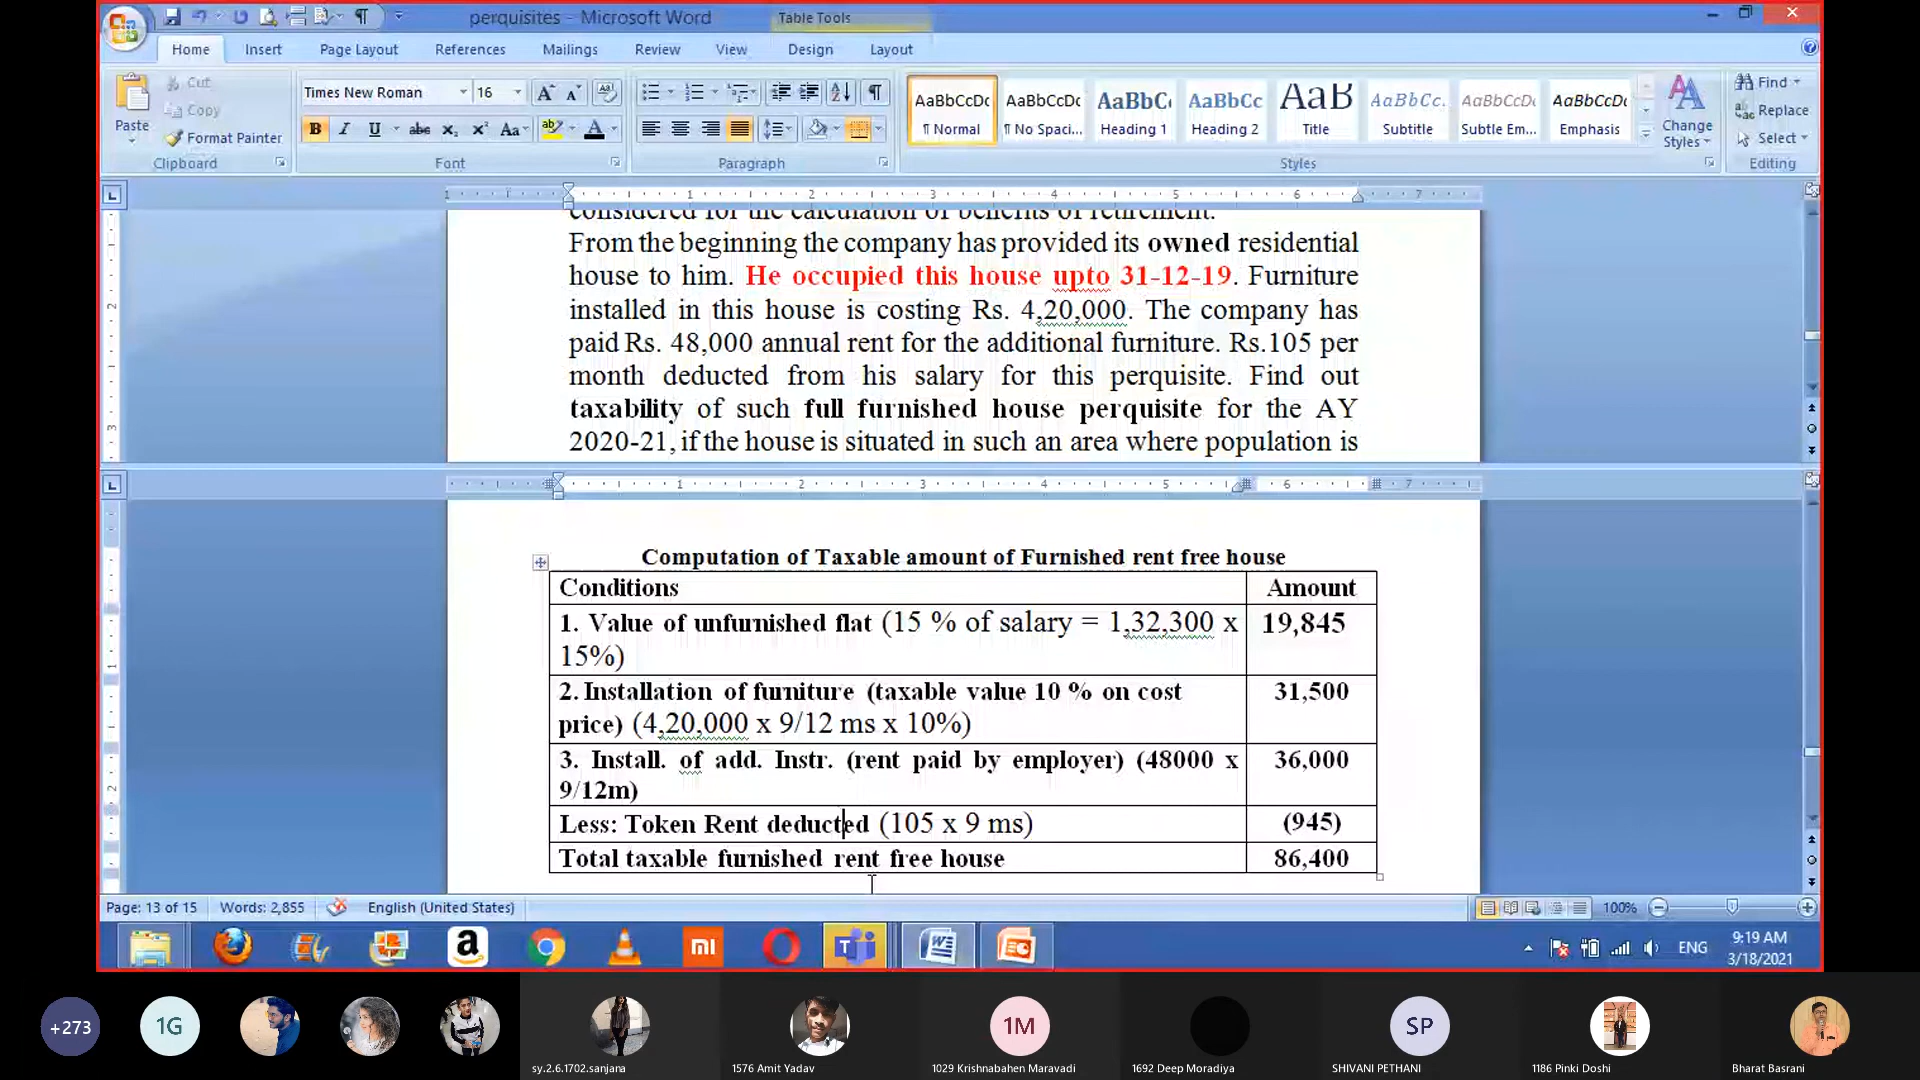 perquisites - Microsoft Word
Table Tools
Home Insert Page Layout References Mailings Review View Design Layout
Paste
Cut
Copy
Format Painter
Clipboard
Times New Roman 16
Font
Paragraph
AaBbCcDc AaBbCcDc AaBbC AaBbCc AaB AaBbCc. AaBbCcDc AaBbCcDc
¶ Normal ¶ No Spaci... Heading 1 Heading 2 Title Subtitle Subtle Em... Emphasis
Change Styles
Styles
Find
Replace
Select
Editing
considered for the calculation of benefits of retirement.
From the beginning the company has provided its owned residential
house to him. He occupied this house upto 31-12-19. Furniture
installed in this house is costing Rs. 4,20,000. The company has
paid Rs. 48,000 annual rent for the additional furniture. Rs.105 per
month deducted from his salary for this perquisite. Find out
taxability of such full furnished house perquisite for the AY
2020-21, if the house is situated in such an area where population is
Computation of Taxable amount of Furnished rent free house
Conditions Amount
1. Value of unfurnished flat (15 % of salary = 1,32,300 x 19,845
15%)
2. Installation of furniture (taxable value 10 % on cost 31,500
price) (4,20,000 x 9/12 ms x 10%)
3. Install. of add. Instr. (rent paid by employer) (48000 x 36,000
9/12m)
Less: Token Rent deducted (105 x 9 ms) (945)
Total taxable furnished rent free house 86,400
Page: 13 of 15 Words: 2,855 English (United States) 100%
ENG
9:19 AM
3/18/2021
+273 1G 1M SP
sy.2.6.1702.sanjana 1576 Amit Yadav 1029 Krishnabahen Maravadi 1692 Deep Moradiya SHIVANI PETHANI 1186 Pinki Doshi Bharat Basrani